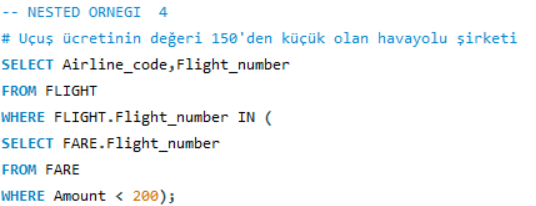 -- NESTED ORNEGI  4
# Uçuş ücretinin değeri 150'den küçük olan havayolu şirketi
SELECT Airline_code,Flight_number
FROM FLIGHT
WHERE FLIGHT.Flight_number IN (
SELECT FARE.Flight_number
FROM FARE
WHERE Amount < 200);